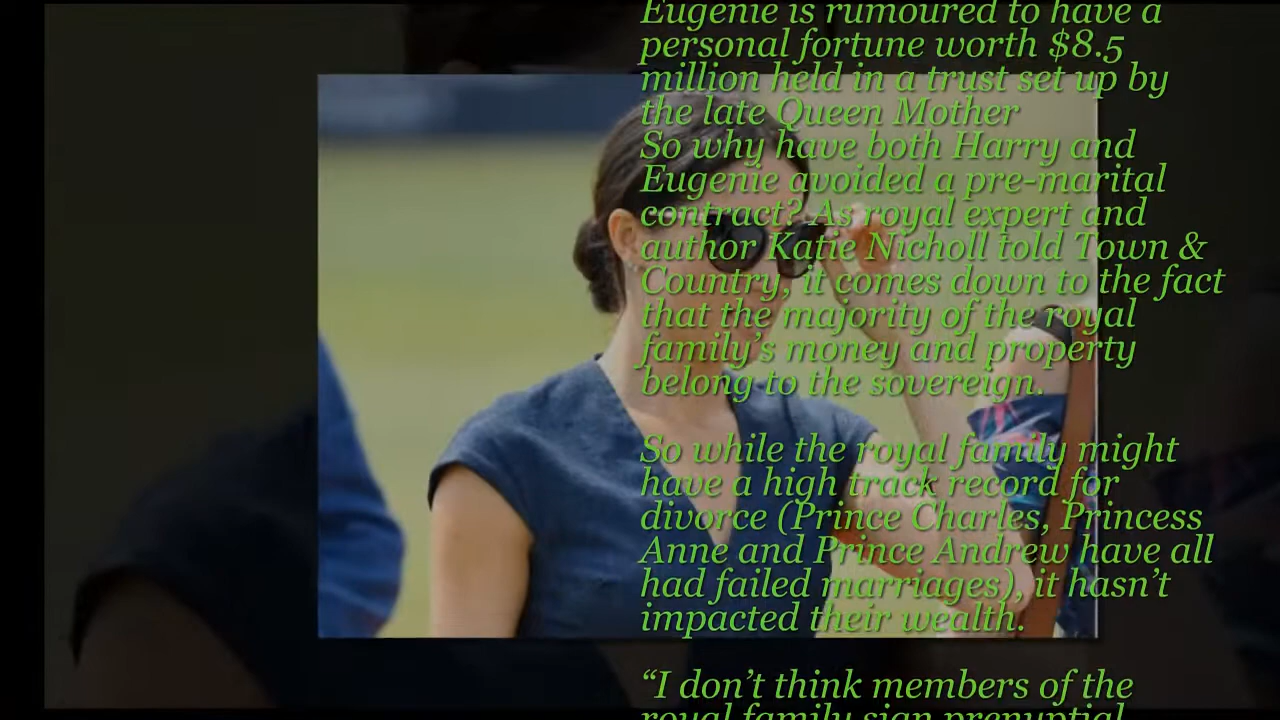 Eugenie is rumoured to have a
personal fortune worth $8.5
million held in a trust set up by
the late Queen Mother
So why have both Harry and
Eugenie avoided a pre-marital
contract? As royal expert and
author Katie Nicholl told Town &
Country, it comes down to the fact
that the majority of the royal
family’s money and property
belong to the sovereign.
So while the royal family might
have a high track record for
divorce (Prince Charles, Princess
Anne and Prince Andrew have all
had failed marriages), it hasn’t
impacted their wealth.
“I don’t think members of the
royal family sign prenuptial